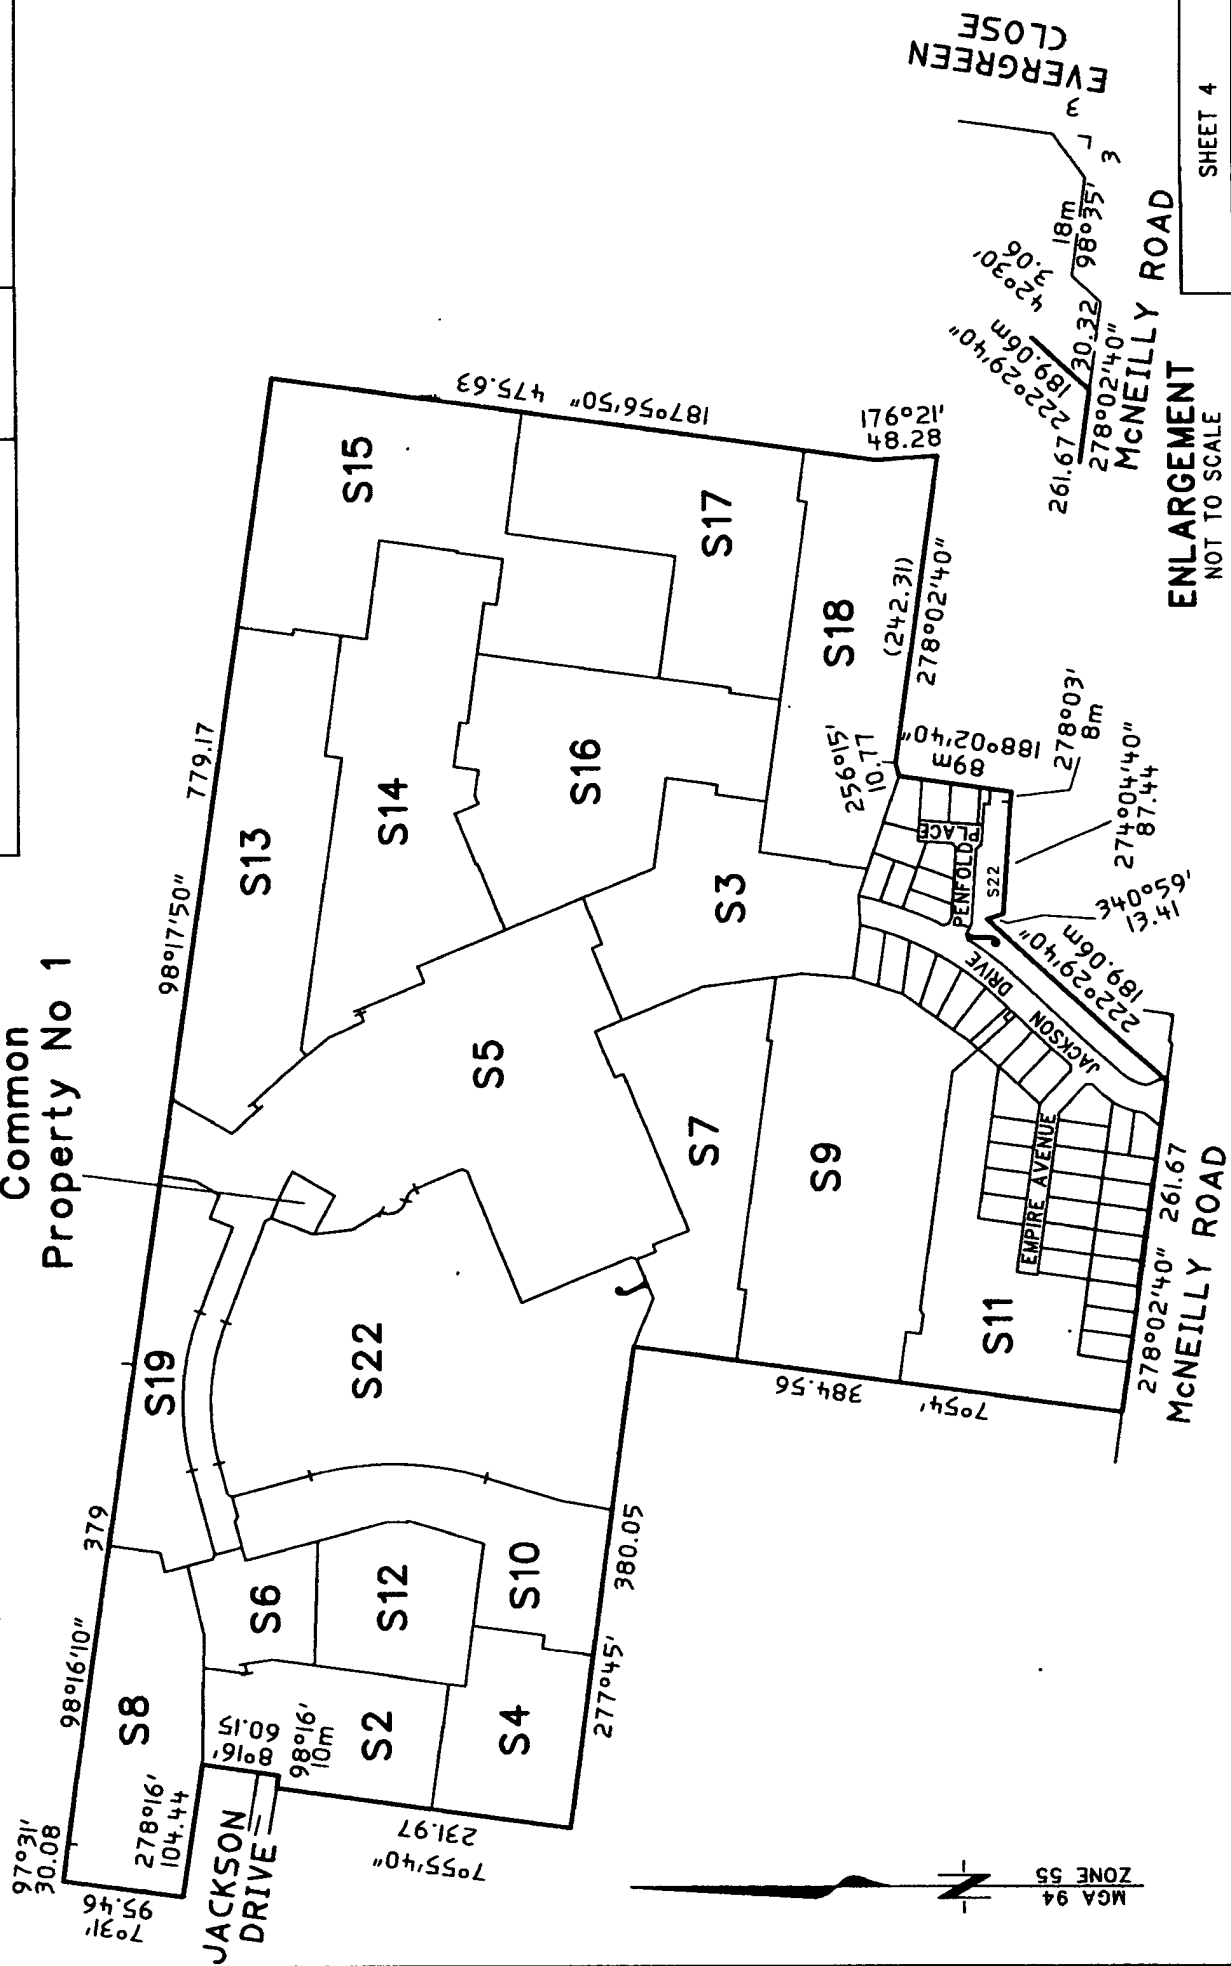 Common
Property No 1
98°17'50"
779.17
S13
S15
S14
S16
S17
S18
S3
S5
S7
S9
S11
S19
S22
S8
S6
S12
S10
S2
S4
187°56'50" 475.63
176°21'
48.28
(242.31)
278°02'40"
256°15'
10.77
188°02'40"
89m
278°03'
8m
274°04'40"
87.44
340°59'
13.41
222°29'40"
189.06m
PENFOLD
PLACE
S22
JACKSON
DRIVE
EMPIRE AVENUE
278°02'40" 261.67
McNEILLY ROAD
7°54' 384.56
277°45' 380.05
7°55'40" 231.97
98°16'
10m
8°16'
60.15
JACKSON
DRIVE
278°16'
104.44
7°31'
95.46
97°31'
30.08
98°16'10"
379
MGA 94
ZONE 55
EVERGREEN
CLOSE
3
7
3
18m
98°35'
42°30'
3.06
30.32
222°29'40"
189.06m
261.67
278°02'40"
McNEILLY ROAD
ENLARGEMENT
NOT TO SCALE
SHEET 4